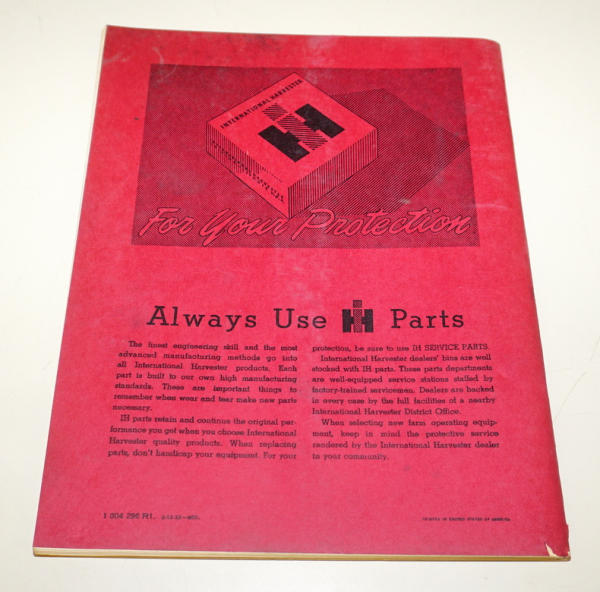 INTERNATIONAL HARVESTER
IH
For Your Protection
Always Use IH Parts
The finest engineering skill and the most
advanced manufacturing methods go into
all International Harvester products. Each
part is built to our own high manufacturing
standards. These are important things to
remember when wear and tear make new parts
necessary.
IH parts retain and continue the original per-
formance you get when you choose International
Harvester quality products. When replacing
parts, don't handicap your equipment. For your
protection, be sure to use IH SERVICE PARTS.
International Harvester dealers' bins are well
stocked with IH parts. These parts departments
are well-equipped service stations staffed by
factory-trained servicemen. Dealers are backed
in every case by the full facilities of a nearby
International Harvester District Office.
When selecting new farm operating equip-
ment, keep in mind the protective service
rendered by the International Harvester dealer
in your community.
1 004 296 R1.
PRINTED IN UNITED STATES OF AMERICA